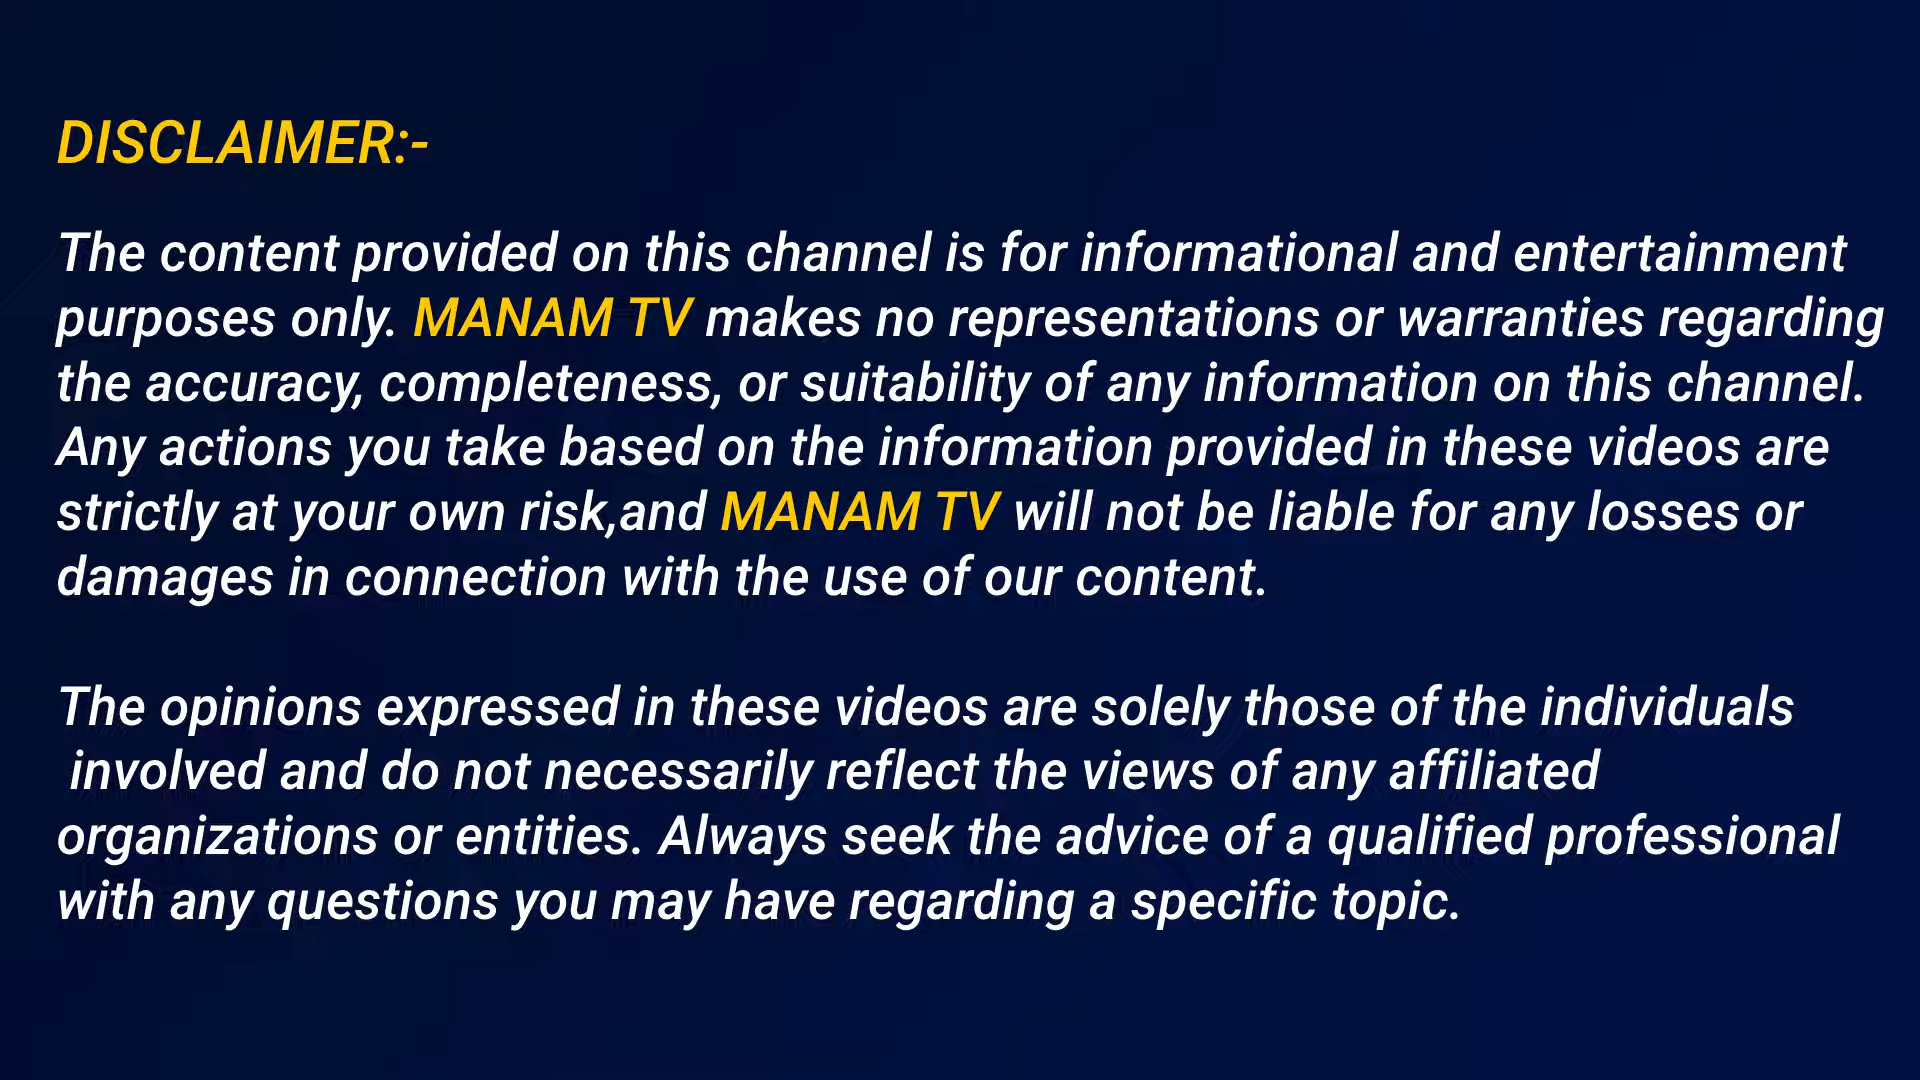 DISCLAIMER:-
The content provided on this channel is for informational and entertainment
purposes only. MANAM TV makes no representations or warranties regarding
the accuracy, completeness, or suitability of any information on this channel.
Any actions you take based on the information provided in these videos are
strictly at your own risk,and MANAM TV will not be liable for any losses or
damages in connection with the use of our content.
The opinions expressed in these videos are solely those of the individuals
involved and do not necessarily reflect the views of any affiliated
organizations or entities. Always seek the advice of a qualified professional
with any questions you may have regarding a specific topic.